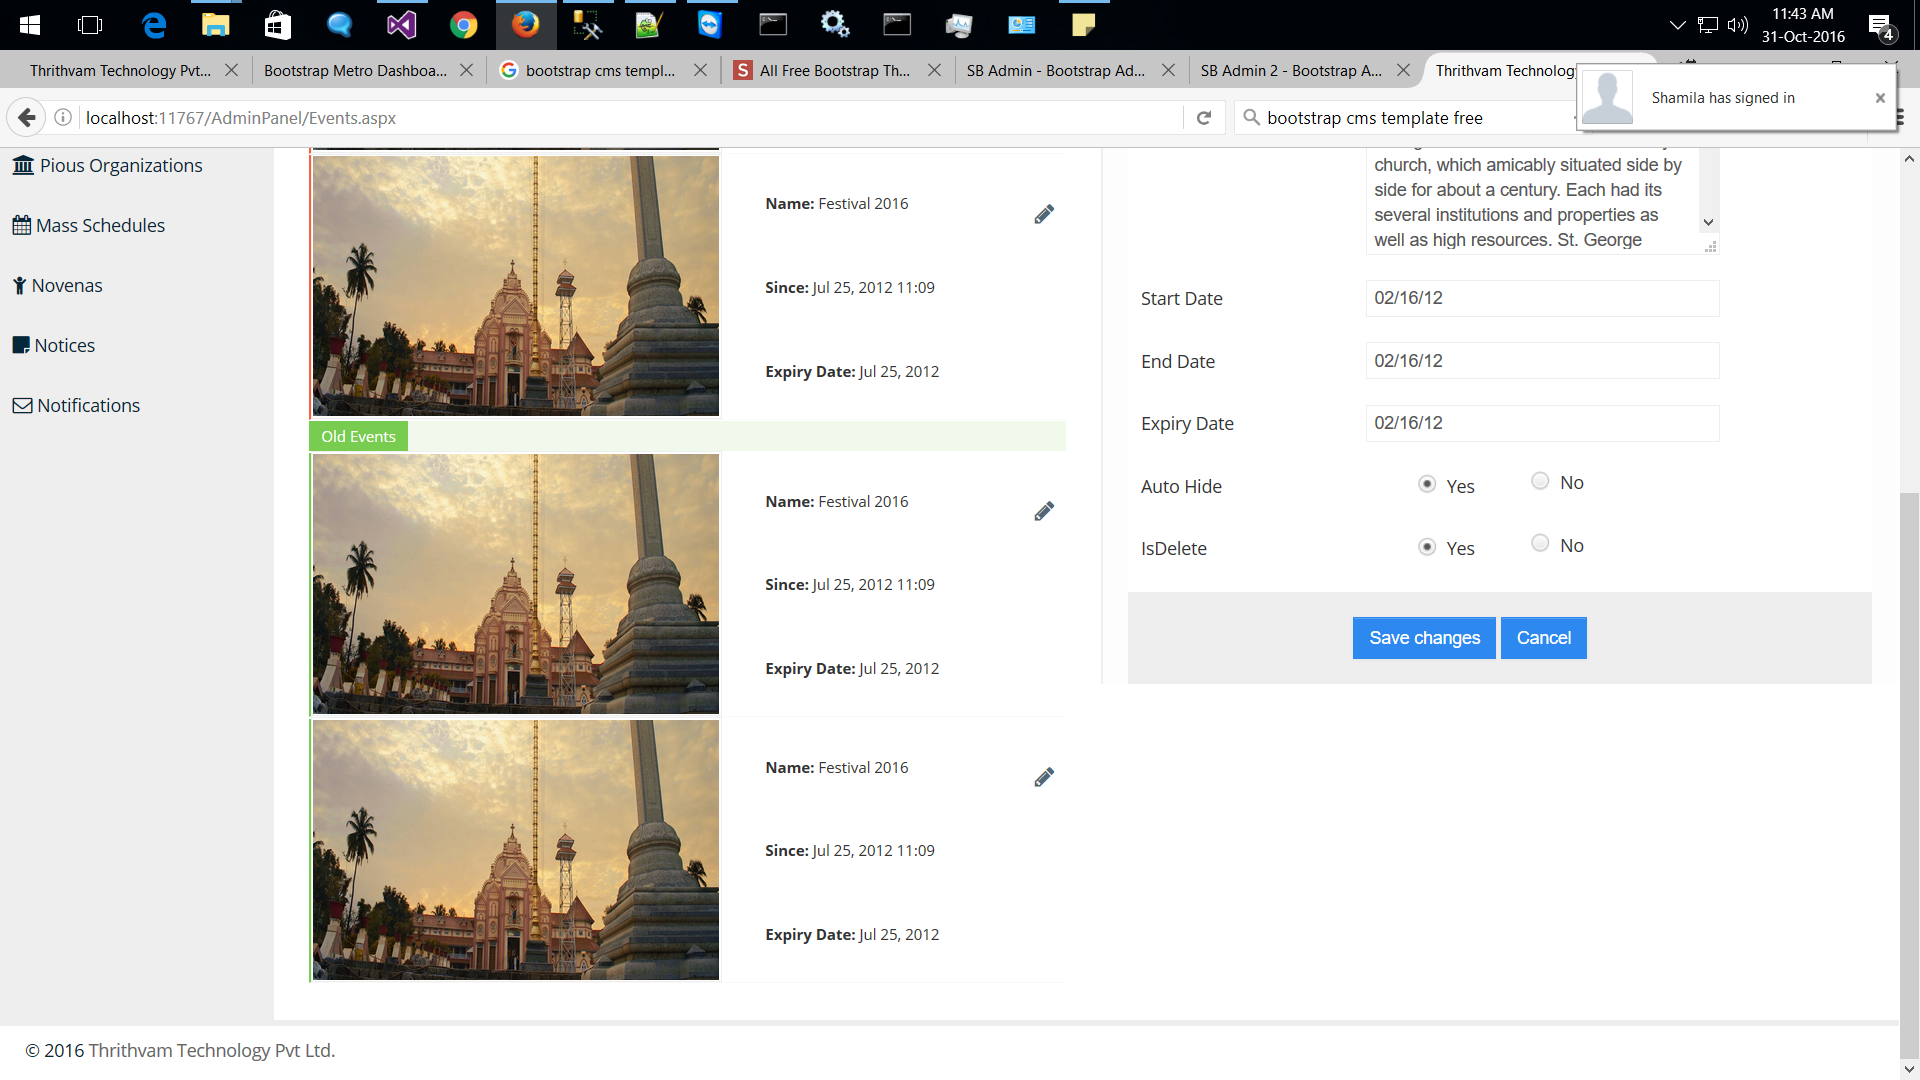 11:43 AM
31-Oct-2016
4
Thrithvam Technology Pvt...
Bootstrap Metro Dashboa...
bootstrap cms templ...
All Free Bootstrap Th...
SB Admin - Bootstrap Ad...
SB Admin 2 - Bootstrap A...
Thrithvam Technology
Shamila has signed in
localhost:11767/AdminPanel/Events.aspx
bootstrap cms template free
Pious Organizations
Mass Schedules
Novenas
Notices
Notifications
Name: Festival 2016
Since: Jul 25, 2012 11:09
Expiry Date: Jul 25, 2012
Old Events
Name: Festival 2016
Since: Jul 25, 2012 11:09
Expiry Date: Jul 25, 2012
Name: Festival 2016
Since: Jul 25, 2012 11:09
Expiry Date: Jul 25, 2012
church, which amicably situated side by
side for about a century. Each had its
several institutions and properties as
well as high resources. St. George
Start Date
02/16/12
End Date
02/16/12
Expiry Date
02/16/12
Auto Hide
Yes
No
IsDelete
Yes
No
Save changes
Cancel
© 2016 Thrithvam Technology Pvt Ltd.